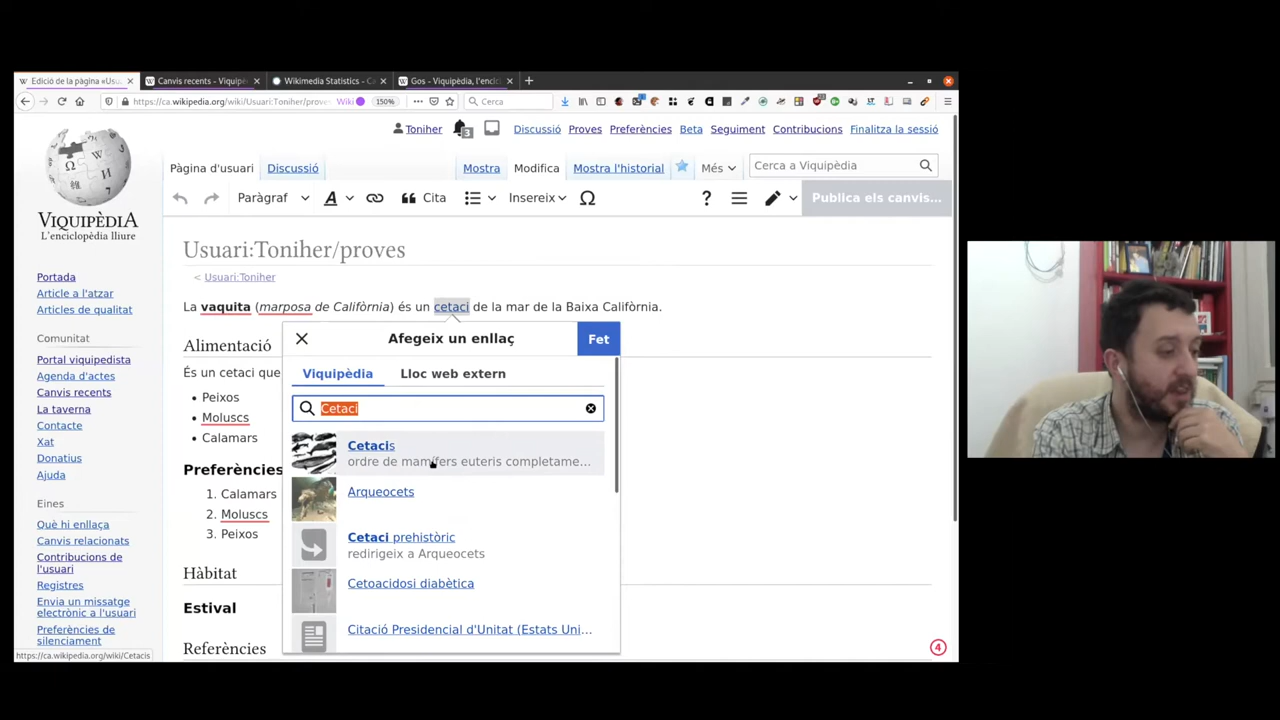 Edició de la pàgina «Usu
Canvis recents - Viquipè
Wikimedia Statistics - Ca
Gos - Viquipèdia, l'enci
https://ca.wikipedia.org/wiki/Usuari:Toniher/prove
Wiki
150%
Cerca
Toniher
3
Discussió
Proves
Preferències
Beta
Seguiment
Contribucions
Finalitza la sessió
Pàgina d'usuari
Discussió
Mostra
Modifica
Mostra l'historial
Més
Cerca a Viquipèdia
Paràgraf
A
Cita
Insereix
Ω
?
Publica els canvis...
VIQUIPÈDIA
L'enciclopèdia lliure
Portada
Article a l'atzar
Articles de qualitat
Comunitat
Portal viquipedista
Agenda d'actes
Canvis recents
La taverna
Contacte
Xat
Donatius
Ajuda
Eines
Què hi enllaça
Canvis relacionats
Contribucions de
l'usuari
Registres
Envia un missatge
electrònic a l'usuari
Preferències de
silenciament
https://ca.wikipedia.org/wiki/Cetacis
Usuari:Toniher/proves
< Usuari:Toniher
La vaquita (marposa de Califòrnia) és un cetaci de la mar de la Baixa Califòrnia.
Alimentació
És un cetaci que
Peixos
Moluscs
Calamars
Preferències
1. Calamars
2. Moluscs
3. Peixos
Hàbitat
Estival
Referències
Afegeix un enllaç
Fet
Viquipèdia
Lloc web extern
Cetaci
Cetacis
ordre de mamífers euteris completame...
Arqueocets
Cetaci prehistòric
redirigeix a Arqueocets
Cetoacidosi diabètica
Citació Presidencial d'Unitat (Estats Uni...
4